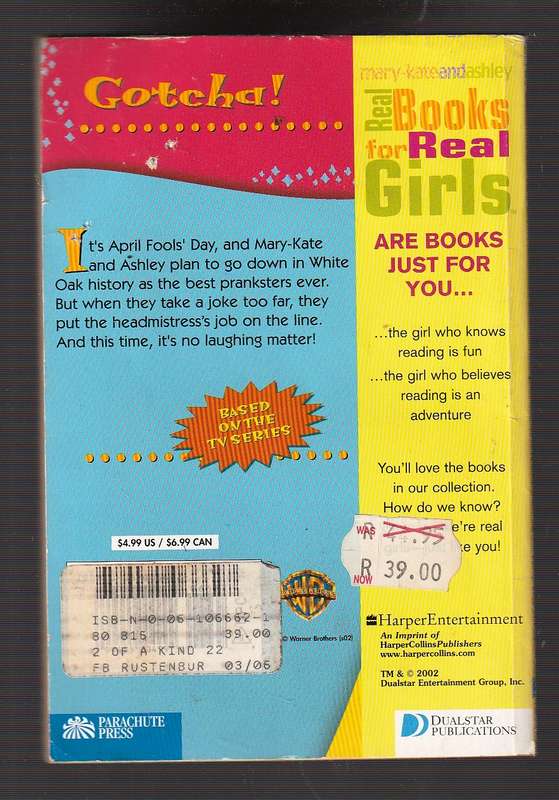 Gotcha!
It's April Fools' Day, and Mary-Kate
and Ashley plan to go down in White
Oak history as the best pranksters ever.
But when they take a joke too far, they
put the headmistress's job on the line.
And this time, it's no laughing matter!
BASED
ON THE
TV SERIES
$4.99 US / $6.99 CAN
ISB-N-0-06-106662-1
80 815 39.00
2 OF A KIND 22
FB RUSTENBUR 03/06
WB
© Warner Brothers (s02)
PARACHUTE
PRESS
mary-kateandashley
Real Books
for Real
Girls
ARE BOOKS
JUST FOR
YOU...
...the girl who knows
reading is fun
...the girl who believes
reading is an
adventure
You'll love the books
in our collection.
How do we know?
e're real
you!
WAS R
NOW R 39.00
HarperEntertainment
An Imprint of
HarperCollinsPublishers
www.harpercollins.com
TM & © 2002
Dualstar Entertainment Group, Inc.
DUALSTAR
PUBLICATIONS